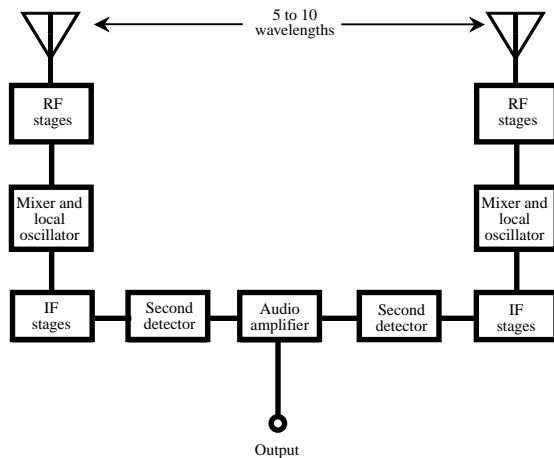 5 to 10
wavelengths
RF
stages
RF
stages
Mixer and
local
oscillator
Mixer and
local
oscillator
IF
stages
Second
detector
Audio
amplifier
Second
detector
IF
stages
Output